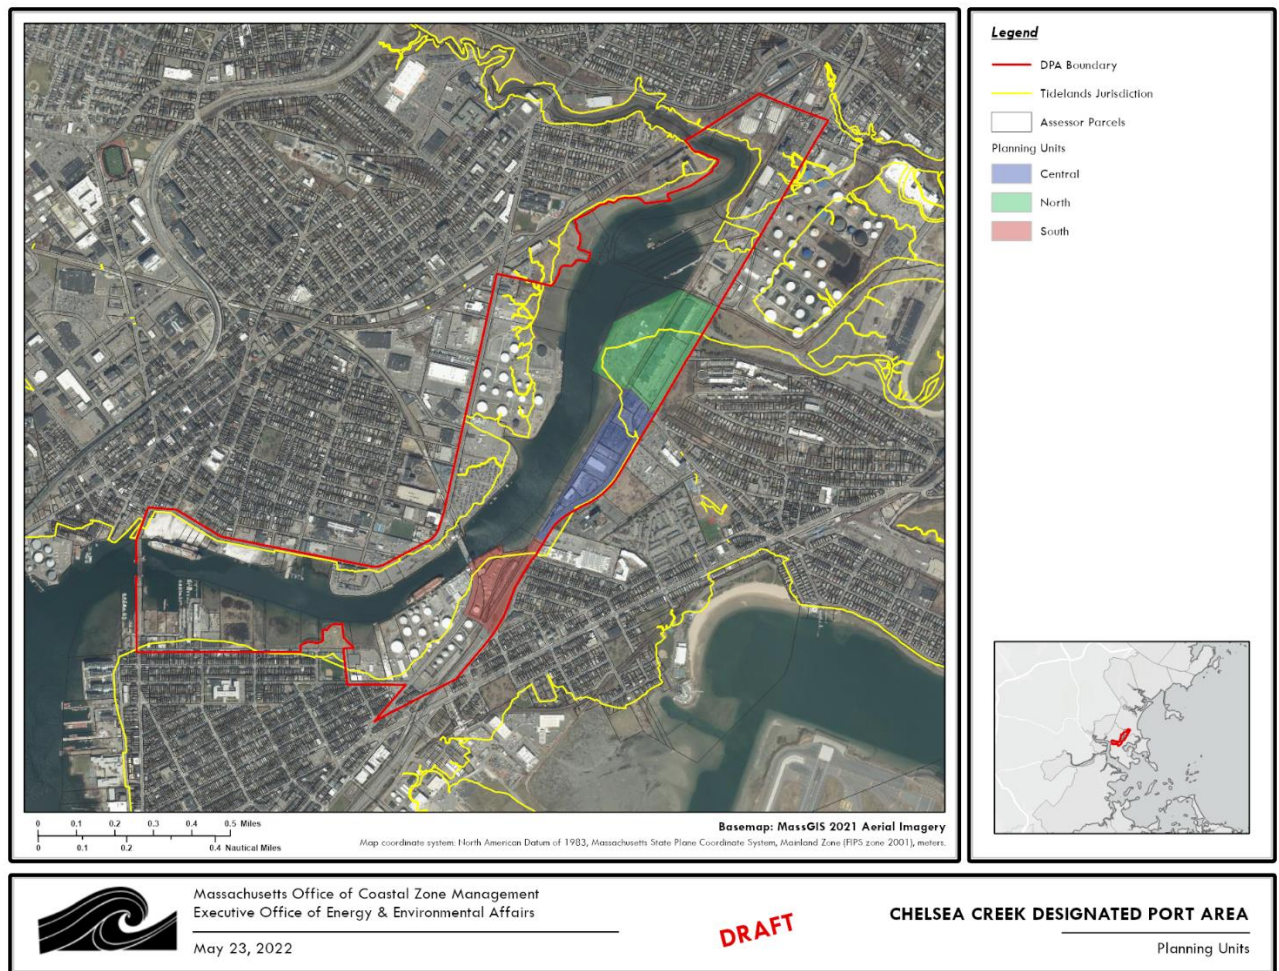 Legend
DPA Boundary
Tidelands Jurisdiction
Assessor Parcels
Planning Units
Central
North
South
0 0.1 0.2 0.3 0.4 0.5 Miles
0 0.1 0.2 0.4 Nautical Miles
Basemap: MassGIS 2021 Aerial Imagery
Map coordinate system: North American Datum of 1983, Massachusetts State Plane Coordinate System, Mainland Zone (FIPS zone 2001), meters.
Massachusetts Office of Coastal Zone Management
Executive Office of Energy & Environmental Affairs
May 23, 2022
DRAFT
CHELSEA CREEK DESIGNATED PORT AREA
Planning Units